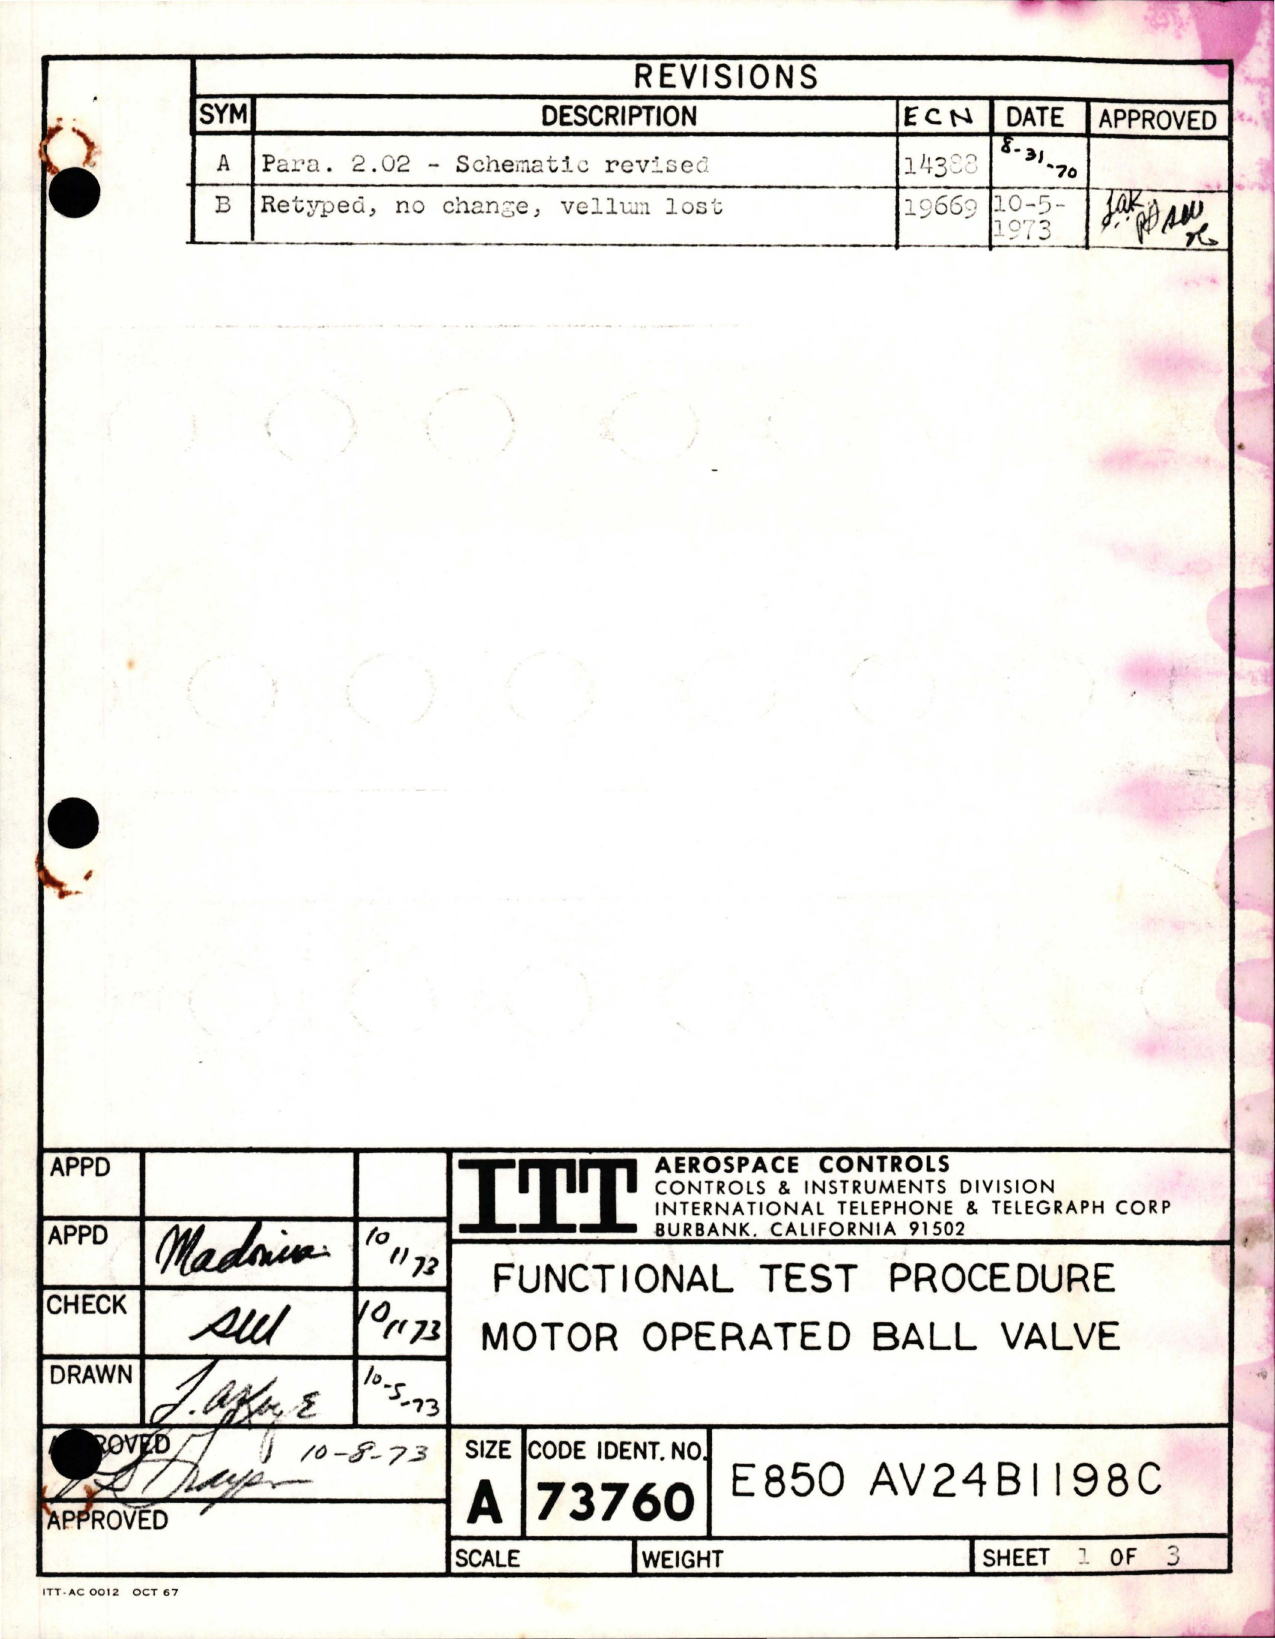 REVISIONS
SYM DESCRIPTION ECN DATE APPROVED
A Para. 2.02 - Schematic revised 14388 8-31-70
B Retyped, no change, vellum lost 19669 10-5-
1973
APPD
ITT AEROSPACE CONTROLS
CONTROLS & INSTRUMENTS DIVISION
INTERNATIONAL TELEPHONE & TELEGRAPH CORP
BURBANK, CALIFORNIA 91502
APPD 10/11/73
FUNCTIONAL TEST PROCEDURE
MOTOR OPERATED BALL VALVE
CHECK 10/11/73
DRAWN 10-5-73
APPROVED 10-8-73
SIZE CODE IDENT. NO.
A 73760 E850 AV24B1198C
APPROVED
SCALE WEIGHT SHEET 1 OF 3
ITT-AC 0012 OCT 67